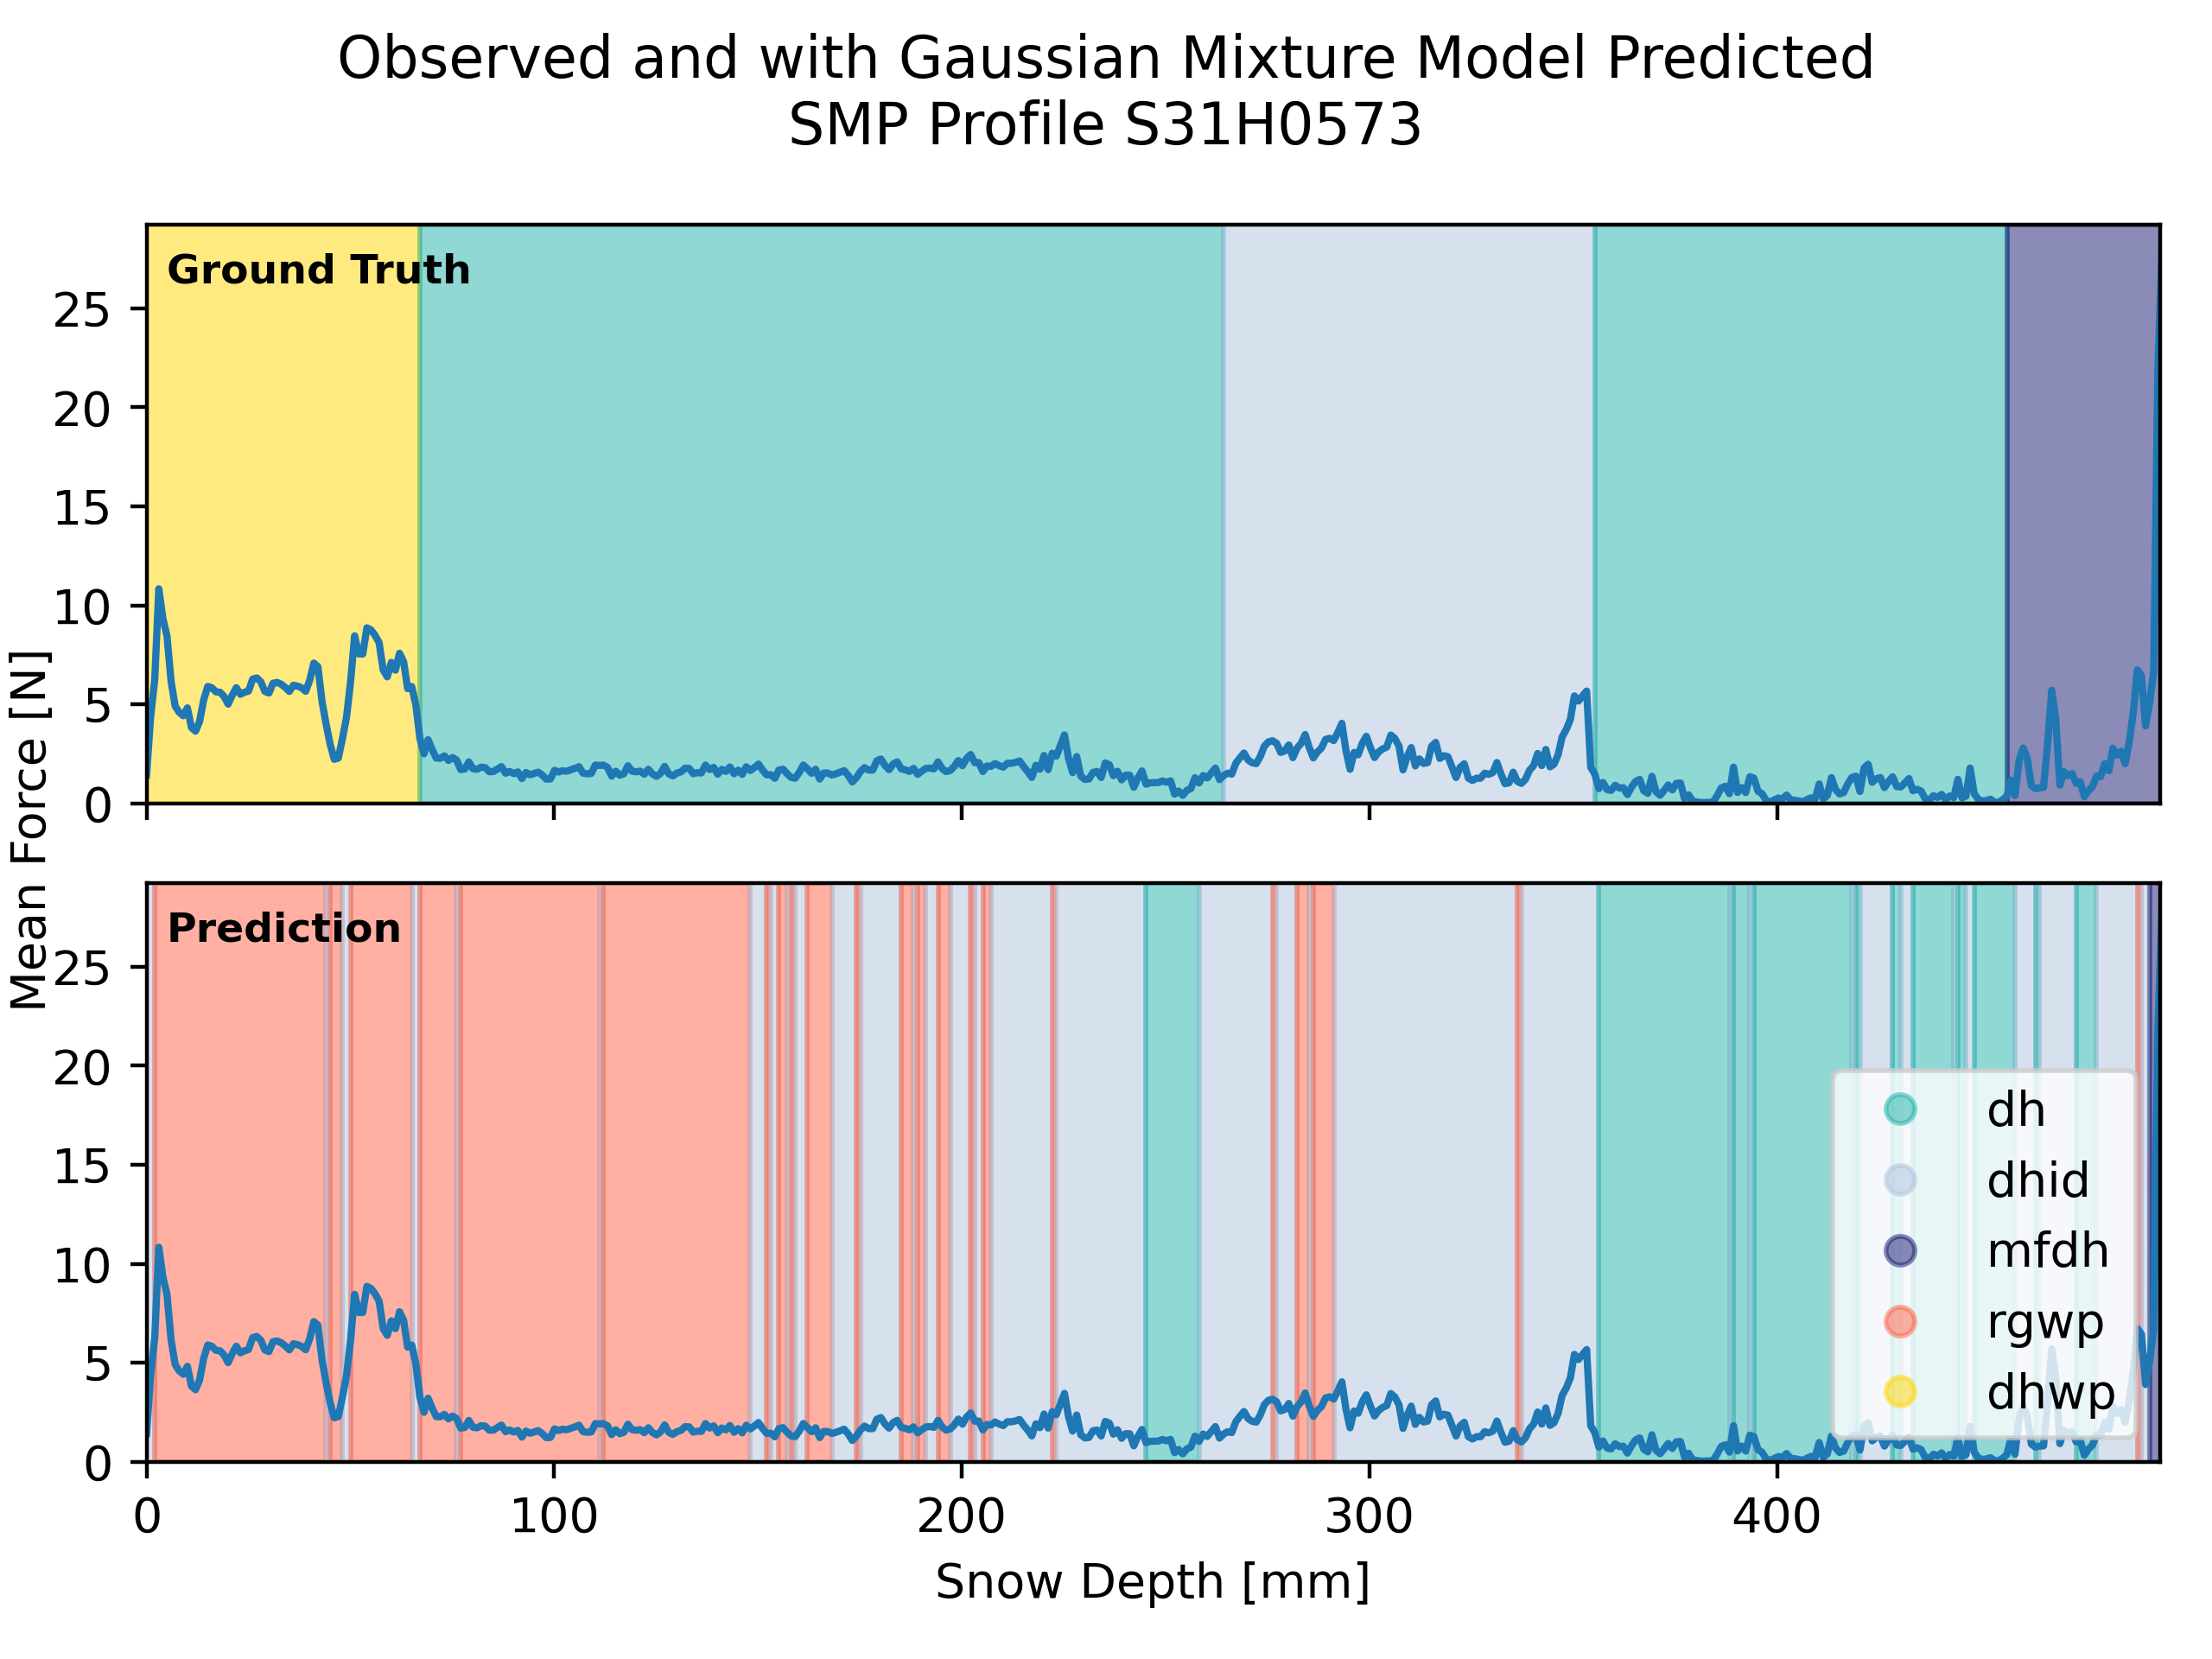 Observed and with Gaussian Mixture Model Predicted
SMP Profile S31H0573
Ground Truth
25
20
15
10
5
0
Mean Force [N]
Prediction
25
20
15
10
5
0
dh
dhid
mfdh
rgwp
dhwp
0 100 200 300 400
Snow Depth [mm]